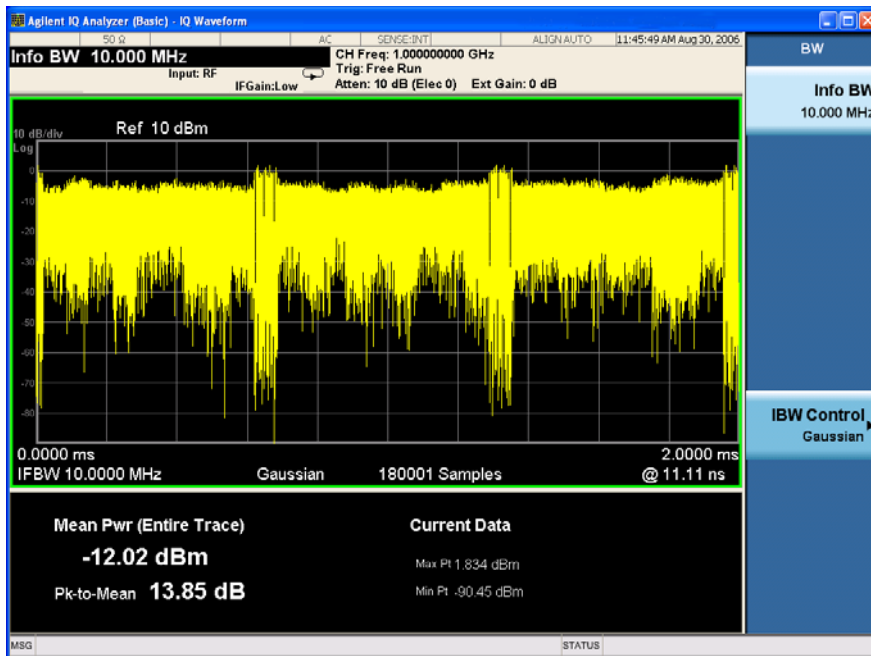 Agilent IQ Analyzer (Basic) - IQ Waveform
50 Ω AC SENSE:INT ALIGN AUTO 11:45:49 AM Aug 30, 2006
Info BW 10.000 MHz
Input: RF
IFGain:Low
CH Freq: 1.000000000 GHz
Trig: Free Run
Atten: 10 dB (Elec 0) Ext Gain: 0 dB
BW
Info BW
10.000 MHz
IBW Control
Gaussian
10 dB/div Ref 10 dBm
Log
0
-10
-20
-30
-40
-50
-60
-70
-80
0.0000 ms 2.0000 ms
IFBW 10.0000 MHz Gaussian 180001 Samples @ 11.11 ns
Mean Pwr (Entire Trace)
-12.02 dBm
Pk-to-Mean 13.85 dB
Current Data
Max Pt 1.834 dBm
Min Pt -90.45 dBm
MSG STATUS